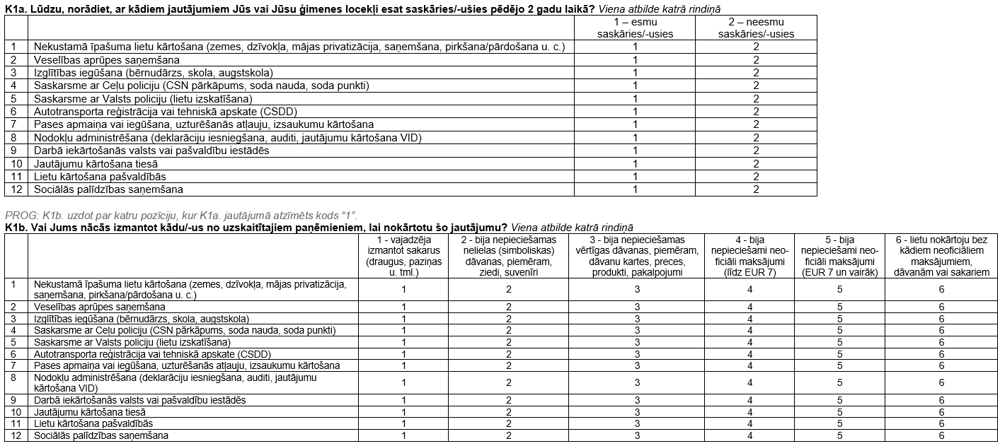 K1a. Lūdzu, norādiet, ar kādiem jautājumiem Jūs vai Jūsu ģimenes locekļi esat saskāries/-ušies pēdējo 2 gadu laikā? Viena atbilde katrā rindiņā
1 – esmu saskāries/-usies 2 – neesmu saskāries/-usies
1 Nekustamā īpašuma lietu kārtošana (zemes, dzīvokļa, mājas privatizācija, saņemšana, pirkšana/pārdošana u. c.) 1 2
2 Veselības aprūpes saņemšana 1 2
3 Izglītības iegūšana (bērnudārzs, skola, augstskola) 1 2
4 Saskarsme ar Ceļu policiju (CSN pārkāpums, soda nauda, soda punkti) 1 2
5 Saskarsme ar Valsts policiju (lietu izskatīšana) 1 2
6 Autotransporta reģistrācija vai tehniskā apskate (CSDD) 1 2
7 Pases apmaiņa vai iegūšana, uzturēšanās atļauju, izsaukumu kārtošana 1 2
8 Nodokļu administrēšana (deklarāciju iesniegšana, auditi, jautājumu kārtošana VID) 1 2
9 Darbā iekārtošanās valsts vai pašvaldību iestādēs 1 2
10 Jautājumu kārtošana tiesā 1 2
11 Lietu kārtošana pašvaldībās 1 2
12 Sociālās palīdzības saņemšana 1 2
PROG: K1b. uzdot par katru pozīciju, kur K1a. jautājumā atzīmēts kods “1”.
K1b. Vai Jums nācās izmantot kādu/-us no uzskaitītajiem paņēmieniem, lai nokārtotu šo jautājumu? Viena atbilde katrā rindiņā
1 - vajadzēja izmantot sakarus (draugus, paziņas u. tml.)
2 - bija nepieciešamas nelielas (simboliskas) dāvanas, piemēram, ziedi, suvenīri
3 - bija nepieciešamas vērtīgas dāvanas, piemēram, dāvanu kartes, preces, produkti, pakalpojumi
4 - bija nepieciešami neo-ficiāli maksājumi (līdz EUR 7)
5 - bija nepieciešami neo-ficiāli maksājumi (EUR 7 un vairāk)
6 - lietu nokārtoju bez kādiem neoficiāliem maksājumiem, dāvanām vai sakariem
1 Nekustamā īpašuma lietu kārtošana (zemes, dzīvokļa, mājas privatizācija,
saņemšana, pirkšana/pārdošana u. c.) 1 2 3 4 5 6
2 Veselības aprūpes saņemšana 1 2 3 4 5 6
3 Izglītības iegūšana (bērnudārzs, skola, augstskola) 1 2 3 4 5 6
4 Saskarsme ar Ceļu policiju (CSN pārkāpums, soda nauda, soda punkti) 1 2 3 4 5 6
5 Saskarsme ar Valsts policiju (lietu izskatīšana) 1 2 3 4 5 6
6 Autotransporta reģistrācija vai tehniskā apskate (CSDD) 1 2 3 4 5 6
7 Pases apmaiņa vai iegūšana, uzturēšanās atļauju, izsaukumu kārtošana 1 2 3 4 5 6
8 Nodokļu administrēšana (deklarāciju iesniegšana, auditi, jautājumu
kārtošana VID) 1 2 3 4 5 6
9 Darbā iekārtošanās valsts vai pašvaldību iestādēs 1 2 3 4 5 6
10 Jautājumu kārtošana tiesā 1 2 3 4 5 6
11 Lietu kārtošana pašvaldībās 1 2 3 4 5 6
12 Sociālās palīdzības saņemšana 1 2 3 4 5 6